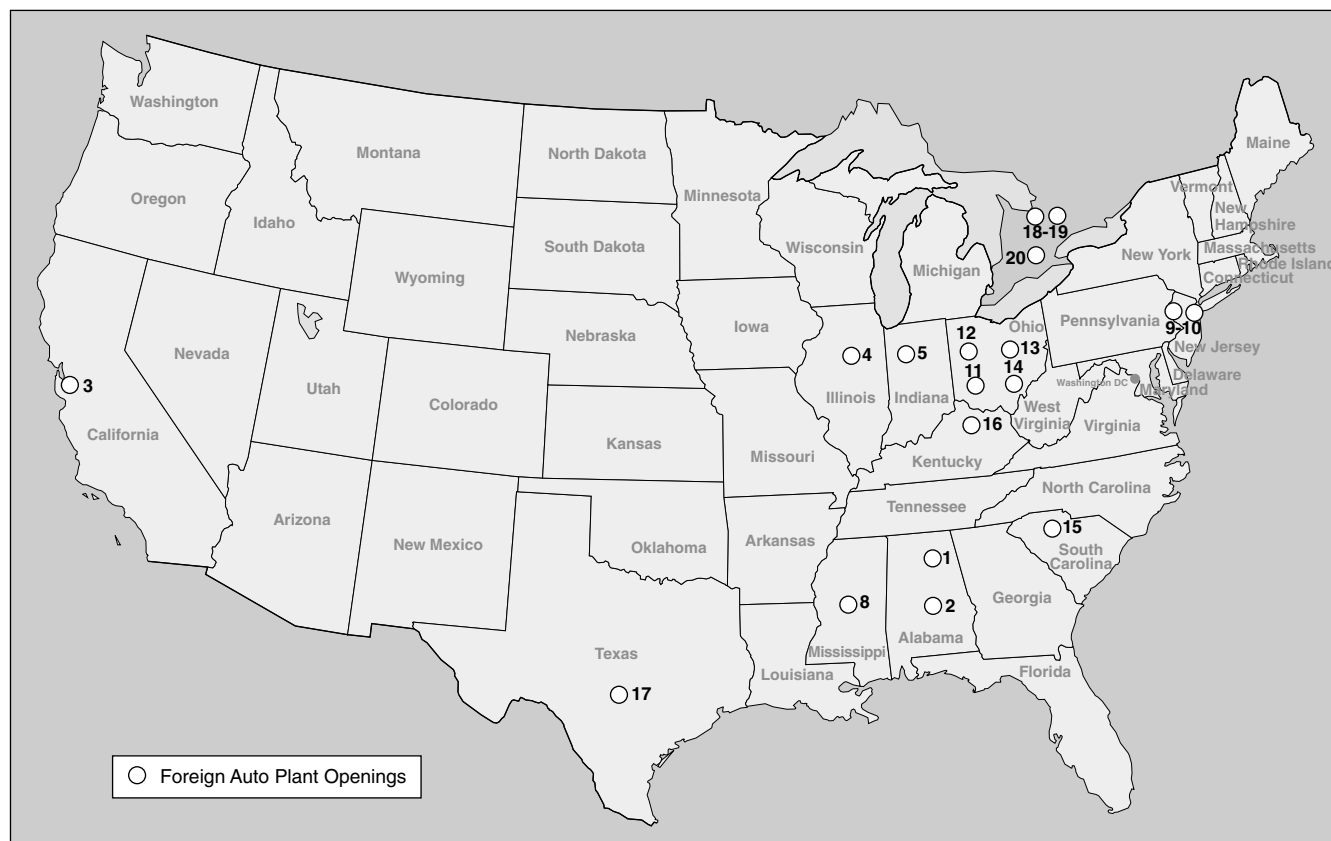 Washington
Maine
Montana
North Dakota
Minnesota
Vermont
Oregon
New
Hampshire
Idaho
18-19
Wisconsin
South Dakota
Massachusetts
New York
20
Rhode Island
Michigan
Wyoming
Connecticut
Pennsylvania
Iowa
Ohio
9-10
Nebraska
12
13
New Jersey
Nevada
4
5
11
14
Delaware
3
Utah
Washington DC
Maryland
Illinois
Indiana
Colorado
West
Virginia
Virginia
16
California
Kansas
Missouri
Kentucky
North Carolina
Tennessee
Arizona
15
New Mexico
Oklahoma
Arkansas
South
Carolina
1
Georgia
8
2
Alabama
Mississippi
Texas
Louisiana
Florida
17
Foreign Auto Plant Openings